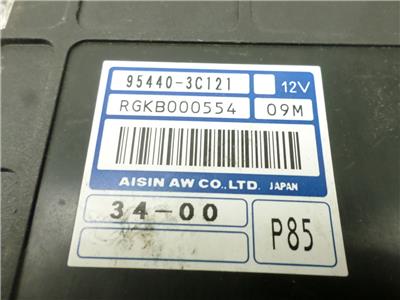 95440-3C121 12V
RGKB000554 09M
AISIN AW CO., LTD. JAPAN
34-00
P85